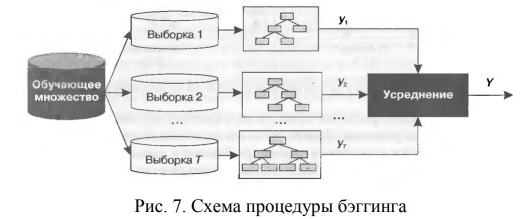 Обучающее
множество
Выборка 1
Выборка 2
...
Выборка T
y₁
y₂
...
...
yT
Усреднение
Y
Рис. 7. Схема процедуры бэггинга